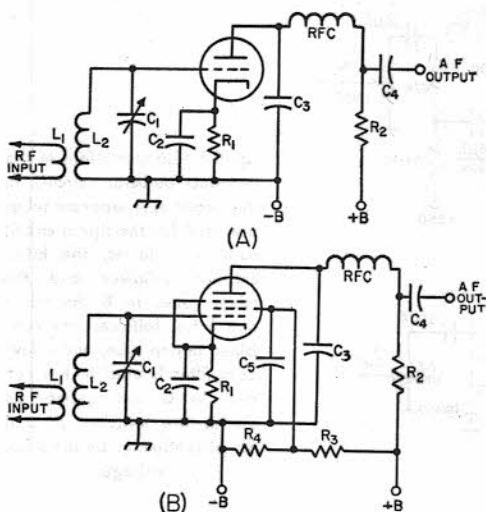 RFC
A F
OUTPUT
C4
C3
C1
C2
R1
R2
L1
L2
R F
INPUT
-B
+B
(A)
RFC
A F
OUT-
PUT
C4
C3
C5
C1
C2
R1
R2
L1
L2
R F
INPUT
R4
R3
-B
+B
(B)